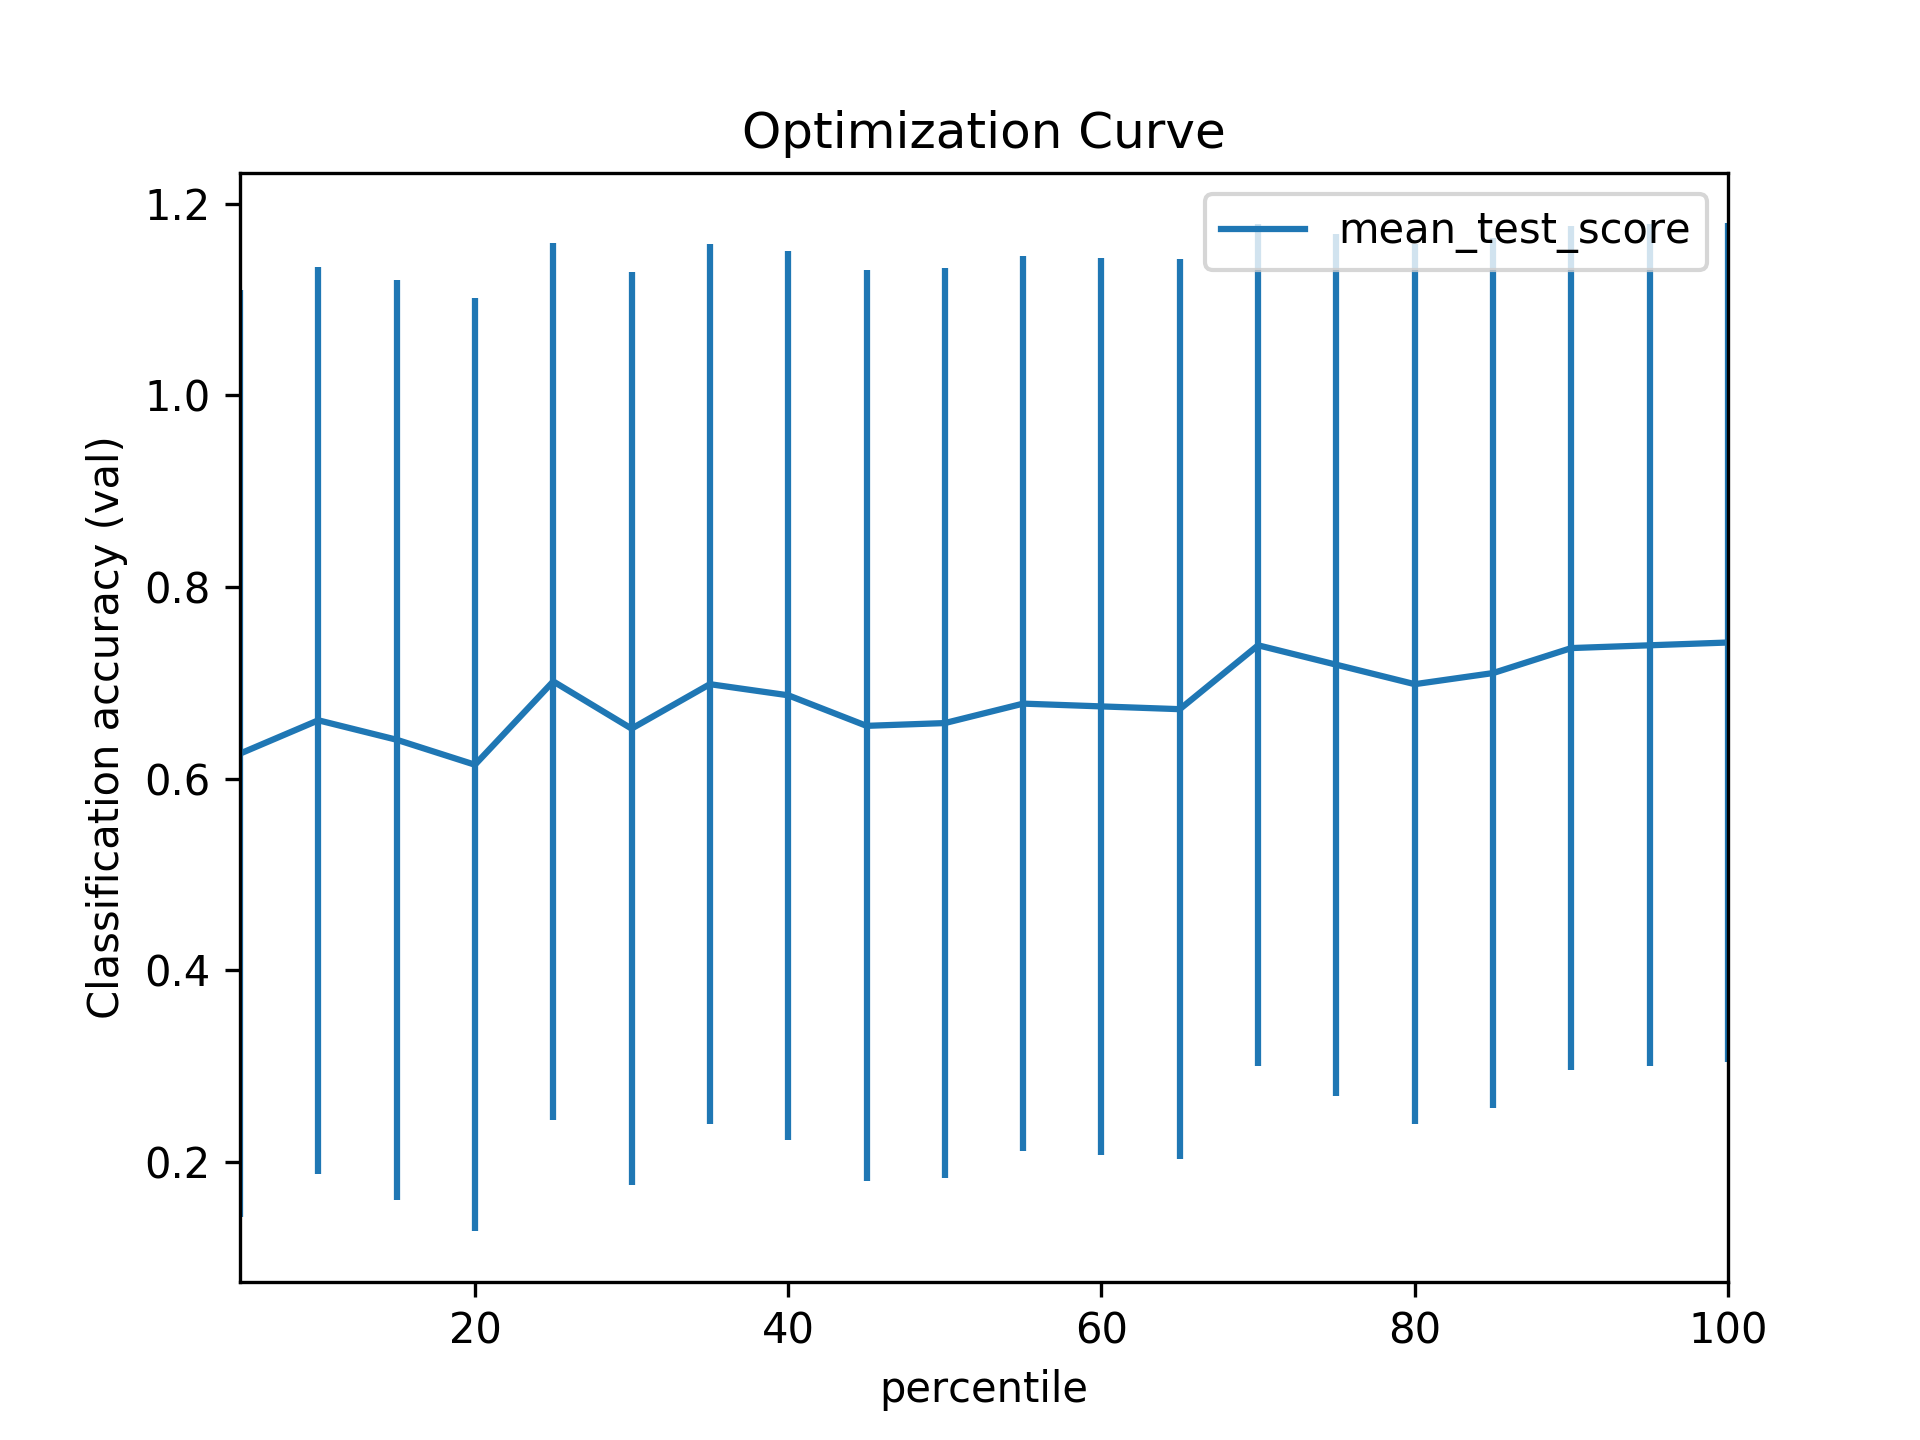 Optimization Curve
mean_test_score
1.2
1.0
0.8
0.6
0.4
0.2
Classification accuracy (val)
20 40 60 80 100
percentile